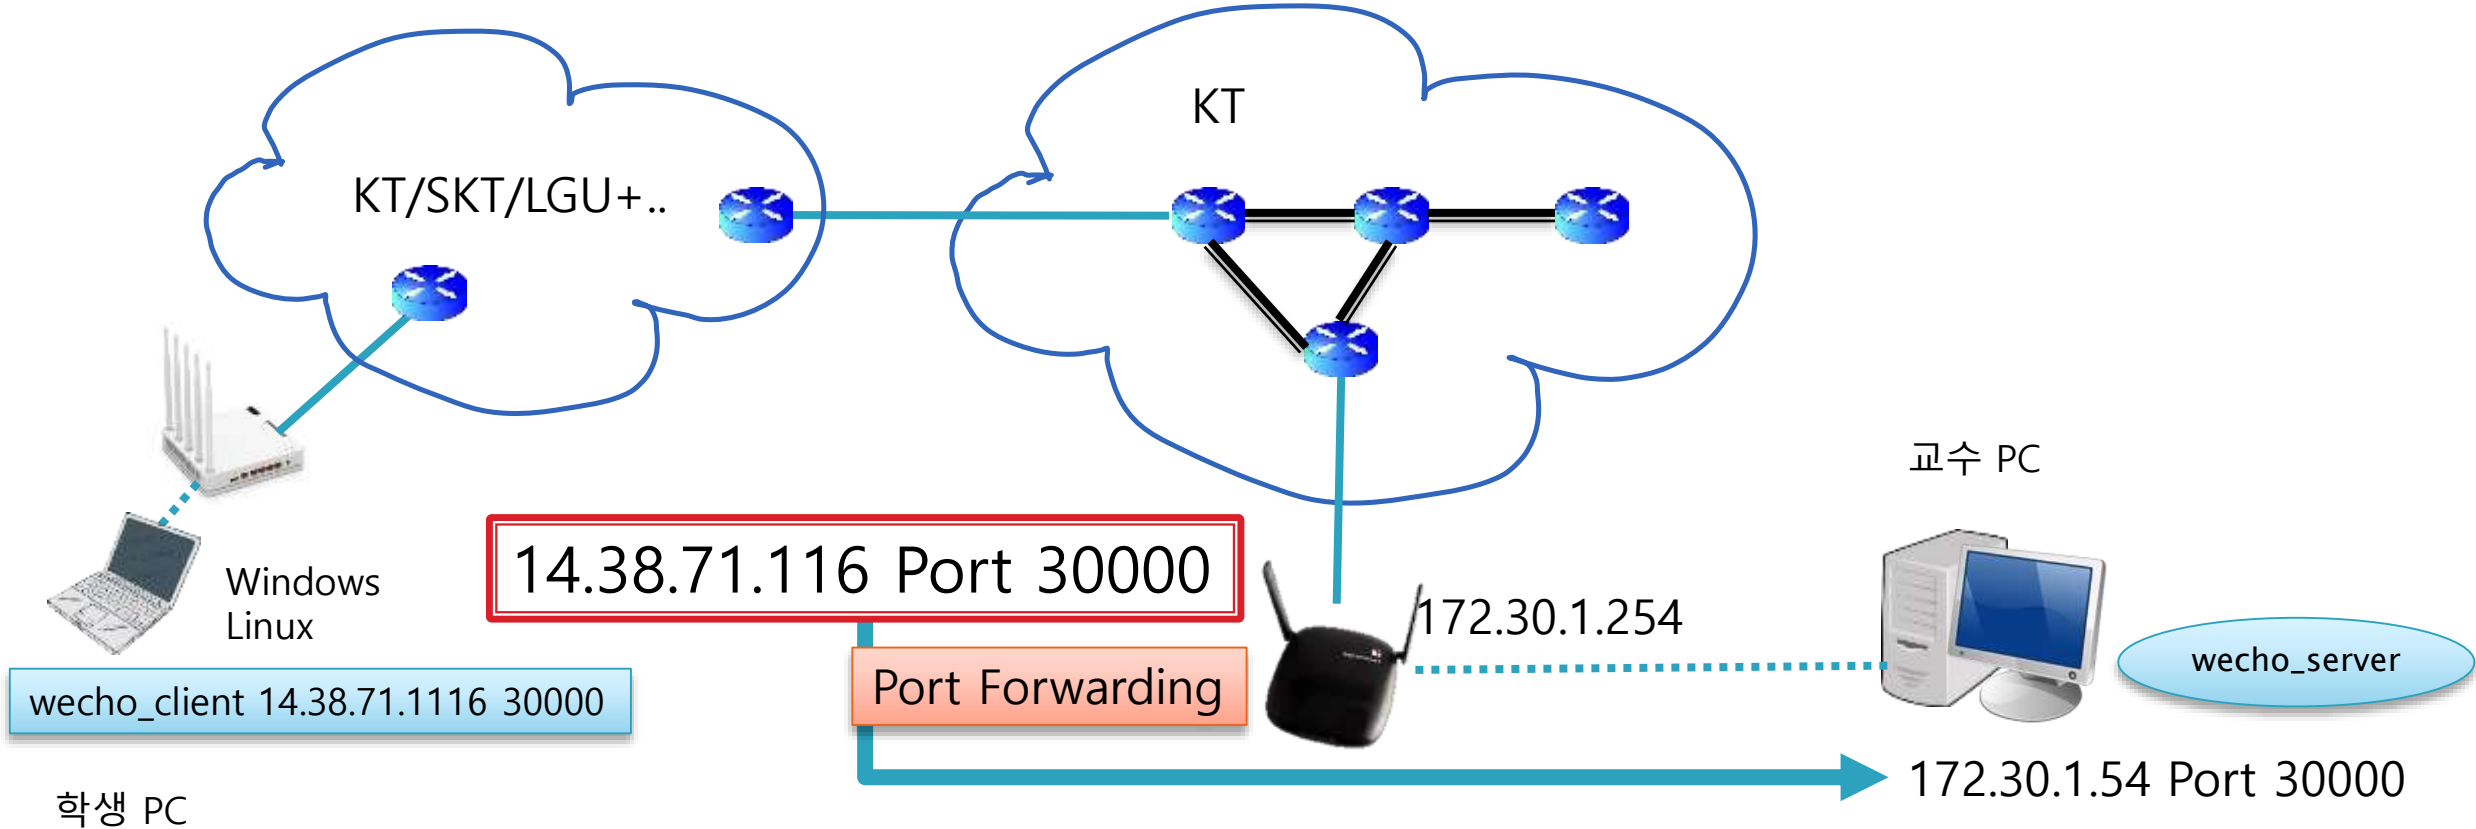 KT
KT/SKT/LGU+..
교수 PC
14.38.71.116 Port 30000
Windows
Linux
172.30.1.254
wecho_server
Port Forwarding
wecho_client 14.38.71.1116 30000
172.30.1.54 Port 30000
학생 PC